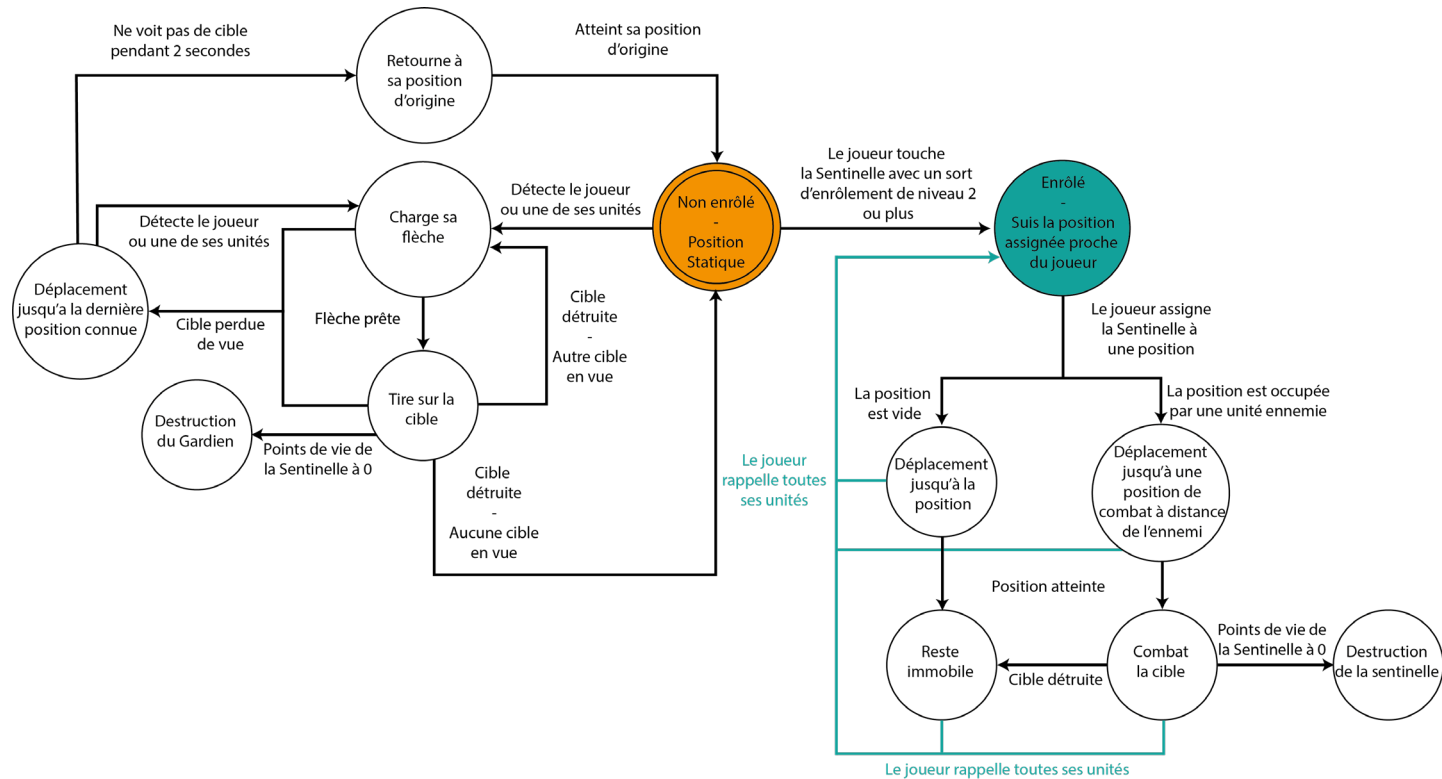 Ne voit pas de cible
pendant 2 secondes
Retourne à
sa position
d'origine
Atteint sa position
d'origine
Le joueur touche
la Sentinelle avec un sort
d'enrôlement de niveau 2
ou plus
Détecte le joueur
ou une de ses unités
Charge sa
flèche
Détecte le joueur
ou une de ses unités
Non enrôlé
-
Position
Statique
Enrôlé
-
Suis la position
assignée proche
du joueur
Déplacement
jusqu'a la dernière
position connue
Cible perdue
de vue
Flèche prête
Cible
détruite
-
Autre cible
en vue
Le joueur assigne
la Sentinelle à
une position
Tire sur la
cible
Destruction
du Gardien
Points de vie de
la Sentinelle à 0
Cible
détruite
-
Aucune cible
en vue
La position
est vide
La position est occupée
par une unité ennemie
Le joueur
rappelle toutes
ses unités
Déplacement
jusqu'à la
position
Déplacement
jusqu'à une
position de
combat à distance
de l'ennemi
Position atteinte
Reste
immobile
Cible détruite
Combat
la cible
Points de vie de
la Sentinelle à 0
Destruction
de la sentinelle
Le joueur rappelle toutes ses unités